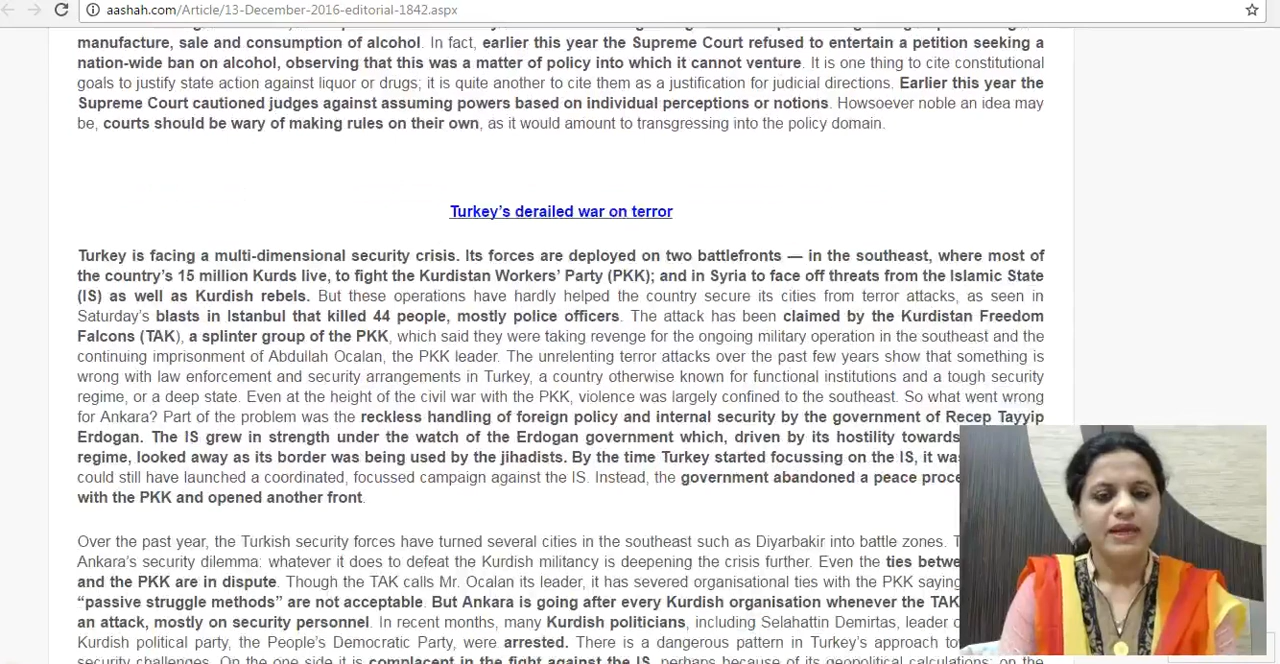 aashah.com/Article/13-December-2016-editorial-1842.aspx
manufacture, sale and consumption of alcohol. In fact, earlier this year the Supreme Court refused to entertain a petition seeking a
nation-wide ban on alcohol, observing that this was a matter of policy into which it cannot venture. It is one thing to cite constitutional
goals to justify state action against liquor or drugs; it is quite another to cite them as a justification for judicial directions. Earlier this year the
Supreme Court cautioned judges against assuming powers based on individual perceptions or notions. Howsoever noble an idea may
be, courts should be wary of making rules on their own, as it would amount to transgressing into the policy domain.
Turkey's derailed war on terror
Turkey is facing a multi-dimensional security crisis. Its forces are deployed on two battlefronts — in the southeast, where most of
the country's 15 million Kurds live, to fight the Kurdistan Workers' Party (PKK); and in Syria to face off threats from the Islamic State
(IS) as well as Kurdish rebels. But these operations have hardly helped the country secure its cities from terror attacks, as seen in
Saturday's blasts in Istanbul that killed 44 people, mostly police officers. The attack has been claimed by the Kurdistan Freedom
Falcons (TAK), a splinter group of the PKK, which said they were taking revenge for the ongoing military operation in the southeast and the
continuing imprisonment of Abdullah Ocalan, the PKK leader. The unrelenting terror attacks over the past few years show that something is
wrong with law enforcement and security arrangements in Turkey, a country otherwise known for functional institutions and a tough security
regime, or a deep state. Even at the height of the civil war with the PKK, violence was largely confined to the southeast. So what went wrong
for Ankara? Part of the problem was the reckless handling of foreign policy and internal security by the government of Recep Tayyip
Erdogan. The IS grew in strength under the watch of the Erdogan government which, driven by its hostility towards
regime, looked away as its border was being used by the jihadists. By the time Turkey started focussing on the IS, it was
could still have launched a coordinated, focussed campaign against the IS. Instead, the government abandoned a peace
with the PKK and opened another front.
Over the past year, the Turkish security forces have turned several cities in the southeast such as Diyarbakir into battle zones.
Ankara's security dilemma: whatever it does to defeat the Kurdish militancy is deepening the crisis further. Even the ties
and the PKK are in dispute. Though the TAK calls Mr. Ocalan its leader, it has severed organisational ties with the PKK saying
"passive struggle methods" are not acceptable. But Ankara is going after every Kurdish organisation whenever the TAK
an attack, mostly on security personnel. In recent months, many Kurdish politicians, including Selahattin Demirtas, leader
Kurdish political party, the People's Democratic Party, were arrested. There is a dangerous pattern in Turkey's approach
security challenges. On the one side it is complacent in the fight against the IS, perhaps because of its geopolitical calculations; on the